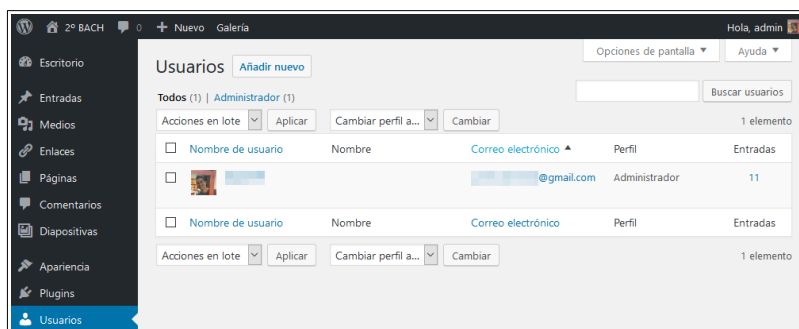 2º BACH 0 + Nuevo Galería Hola, admin
Opciones de pantalla ▼ Ayuda ▼
Escritorio
Usuarios Añadir nuevo
Entradas
Todos (1) | Administrador (1) Buscar usuarios
Medios
Acciones en lote Aplicar Cambiar perfil a... Cambiar 1 elemento
Enlaces
Nombre de usuario Nombre Correo electrónico ▲ Perfil Entradas
Páginas
@gmail.com Administrador 11
Comentarios
Diapositivas
Nombre de usuario Nombre Correo electrónico Perfil Entradas
Acciones en lote Aplicar Cambiar perfil a... Cambiar 1 elemento
Apariencia
Plugins
Usuarios